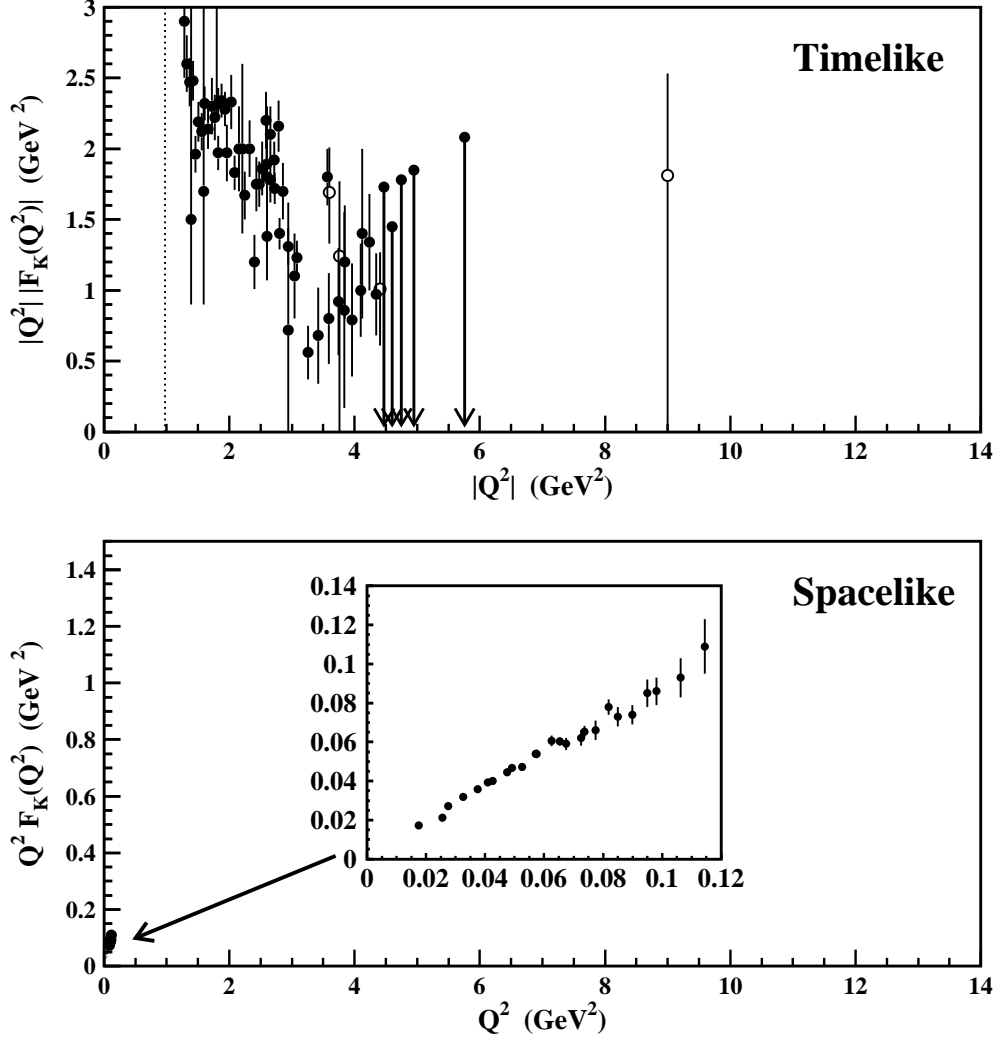 3
2.5
2
1.5
1
0.5
0
Timelike
|Q²| |F_K(Q²)| (GeV²)
0 2 4 6 8 10 12 14
|Q²| (GeV²)
1.4
1.2
1
0.8
0.6
0.4
0.2
0
Spacelike
Q² F_K(Q²) (GeV²)
0.14
0.12
0.1
0.08
0.06
0.04
0.02
0
0 0.02 0.04 0.06 0.08 0.1 0.12
0 2 4 6 8 10 12 14
Q² (GeV²)